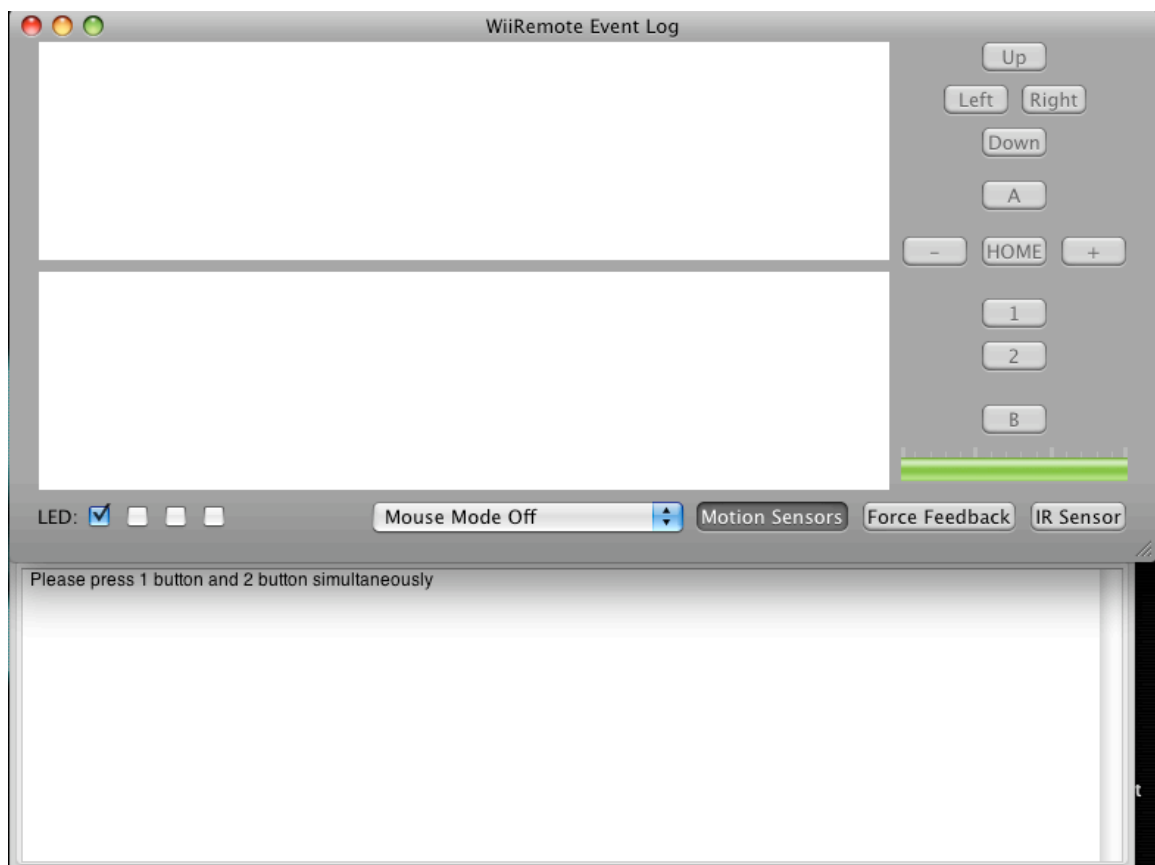 WiiRemote Event Log
Up
Left Right
Down
A
- HOME +
1
2
B
LED: Mouse Mode Off Motion Sensors Force Feedback IR Sensor
Please press 1 button and 2 button simultaneously
t